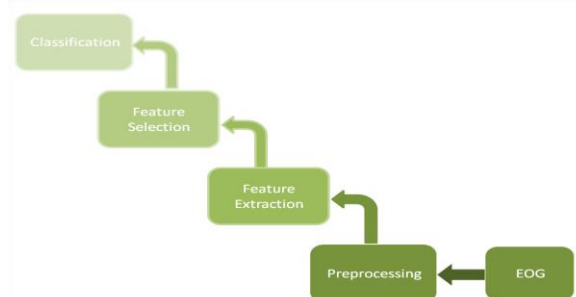 Classification
Feature
Selection
Feature
Extraction
Preprocessing
EOG